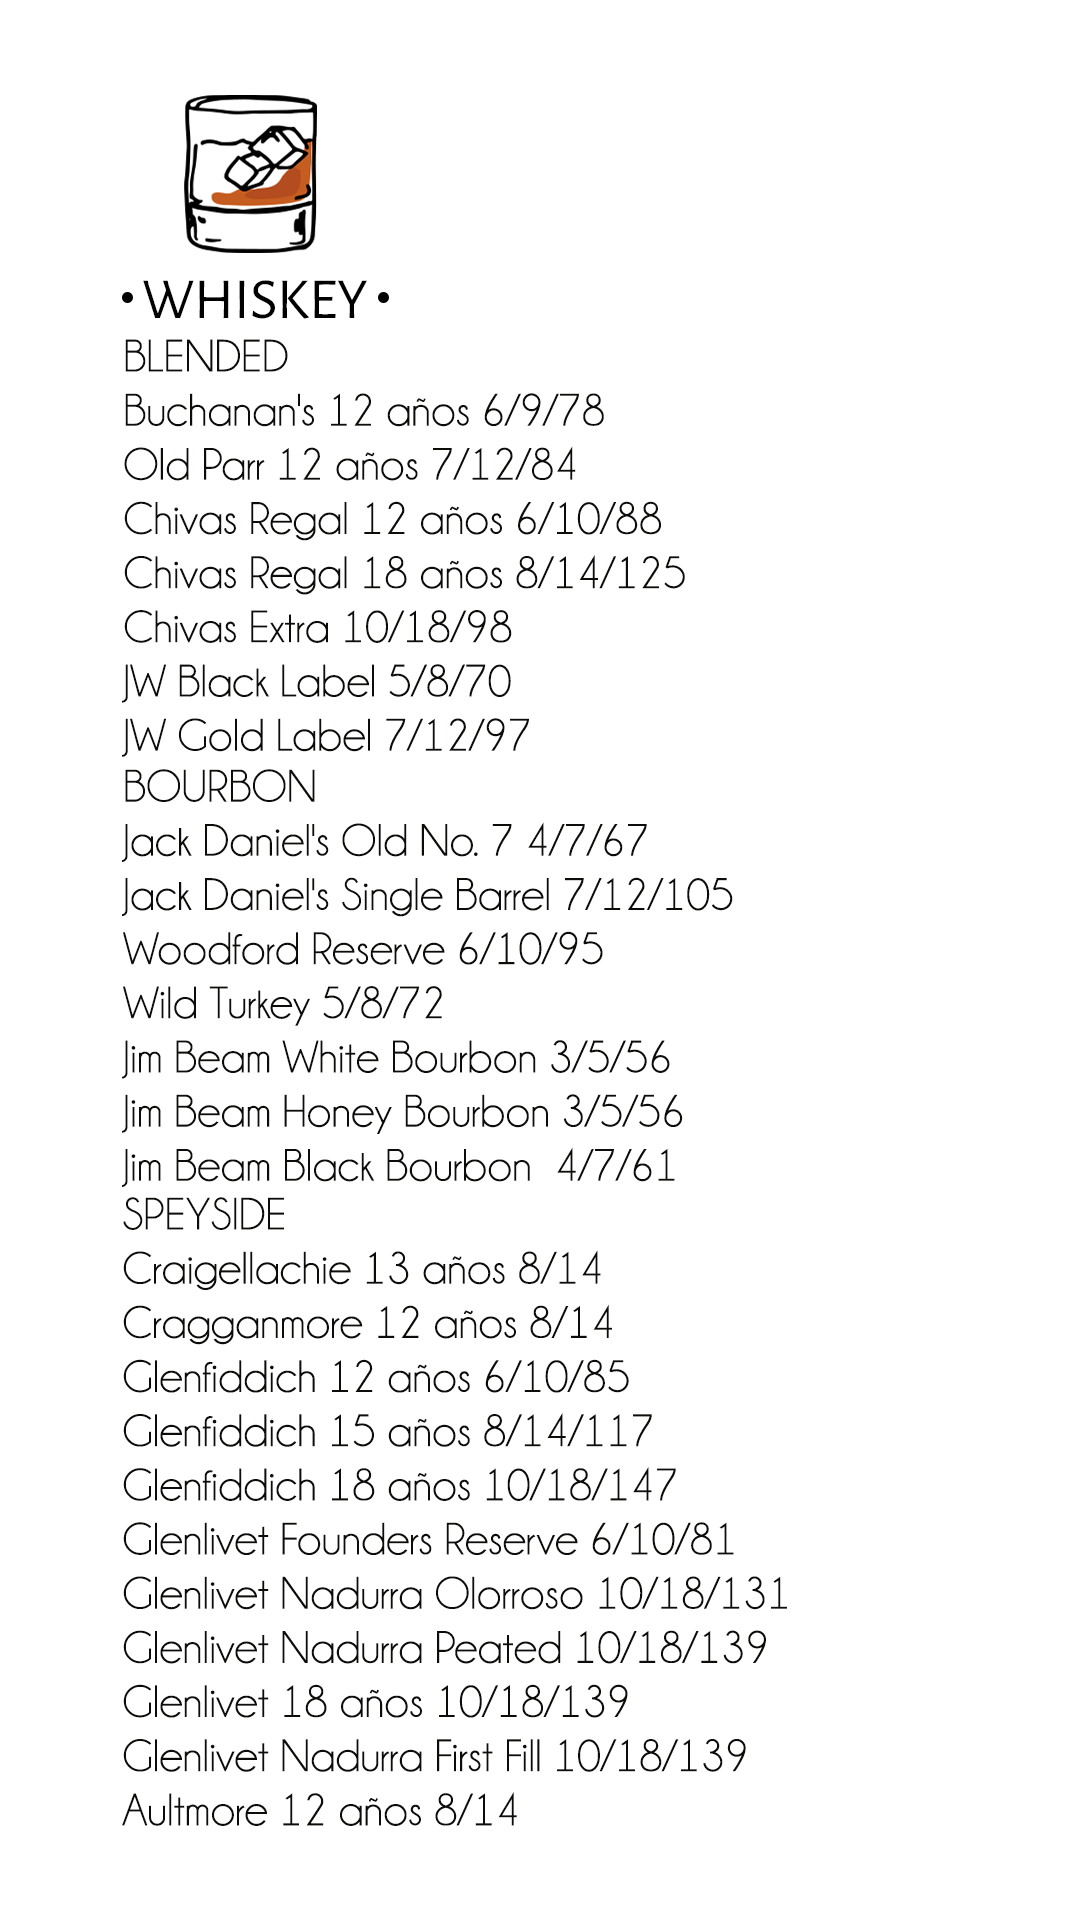 • WHISKEY •
BLENDED
Buchanan's 12 años 6/9/78
Old Parr 12 años 7/12/84
Chivas Regal 12 años 6/10/88
Chivas Regal 18 años 8/14/125
Chivas Extra 10/18/98
JW Black Label 5/8/70
JW Gold Label 7/12/97
BOURBON
Jack Daniel's Old No. 7 4/7/67
Jack Daniel's Single Barrel 7/12/105
Woodford Reserve 6/10/95
Wild Turkey 5/8/72
Jim Beam White Bourbon 3/5/56
Jim Beam Honey Bourbon 3/5/56
Jim Beam Black Bourbon 4/7/61
SPEYSIDE
Craigellachie 13 años 8/14
Cragganmore 12 años 8/14
Glenfiddich 12 años 6/10/85
Glenfiddich 15 años 8/14/117
Glenfiddich 18 años 10/18/147
Glenlivet Founders Reserve 6/10/81
Glenlivet Nadurra Olorroso 10/18/131
Glenlivet Nadurra Peated 10/18/139
Glenlivet 18 años 10/18/139
Glenlivet Nadurra First Fill 10/18/139
Aultmore 12 años 8/14